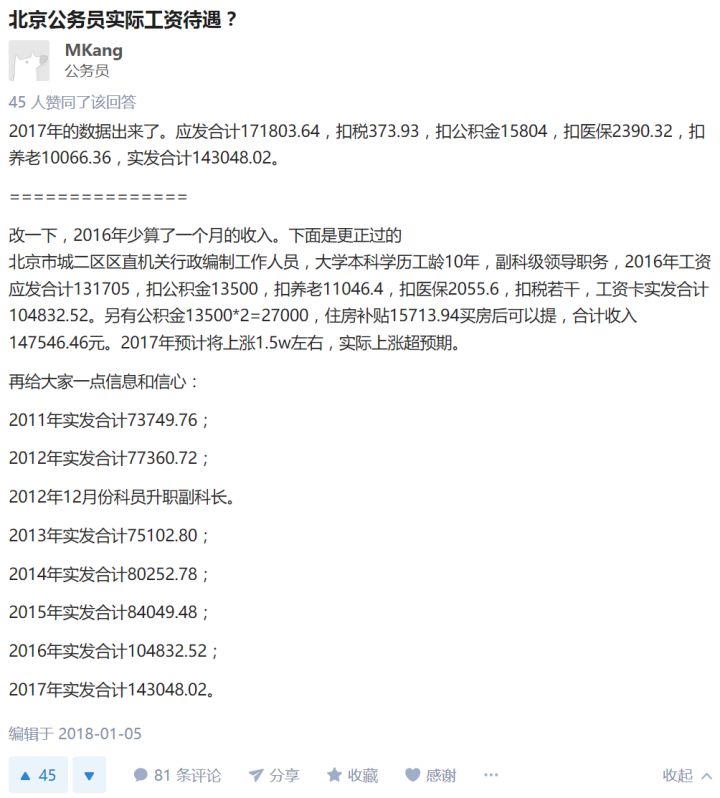 北京公务员实际工资待遇？
MKang
公务员
45 人赞同了该回答
2017年的数据出来了。应发合计171803.64，扣税373.93，扣公积金15804，扣医保2390.32，扣
养老10066.36，实发合计143048.02。
===============
改一下，2016年少算了一个月的收入。下面是更正过的
北京市城二区区直机关行政编制工作人员，大学本科学历工龄10年，副科级领导职务，2016年工资
应发合计131705，扣公积金13500，扣养老11046.4，扣医保2055.6，扣税若干，工资卡实发合计
104832.52。另有公积金13500*2=27000，住房补贴15713.94买房后可以提，合计收入
147546.46元。2017年预计将上涨1.5w左右，实际上涨超预期。
再给大家一点信息和信心：
2011年实发合计73749.76；
2012年实发合计77360.72；
2012年12月份科员升职副科长。
2013年实发合计75102.80；
2014年实发合计80252.78；
2015年实发合计84049.48；
2016年实发合计104832.52；
2017年实发合计143048.02。
编辑于 2018-01-05
45 81 条评论 分享 收藏 感谢 ··· 收起